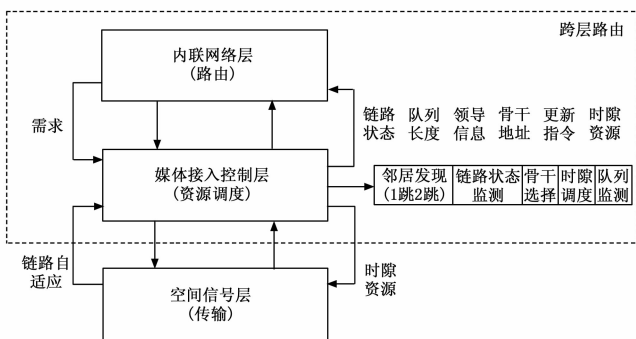 跨层路由
内联网络层
(路由)
需求
链路 队列 领导 骨干 更新 时隙
状态 长度 信息 地址 指令 资源
媒体接入控制层
(资源调度)
邻居发现 链路状态 骨干 时隙 队列
(1跳2跳) 监测 选择 调度 监测
链路自
适应
空间信号层
(传输)
时隙
资源